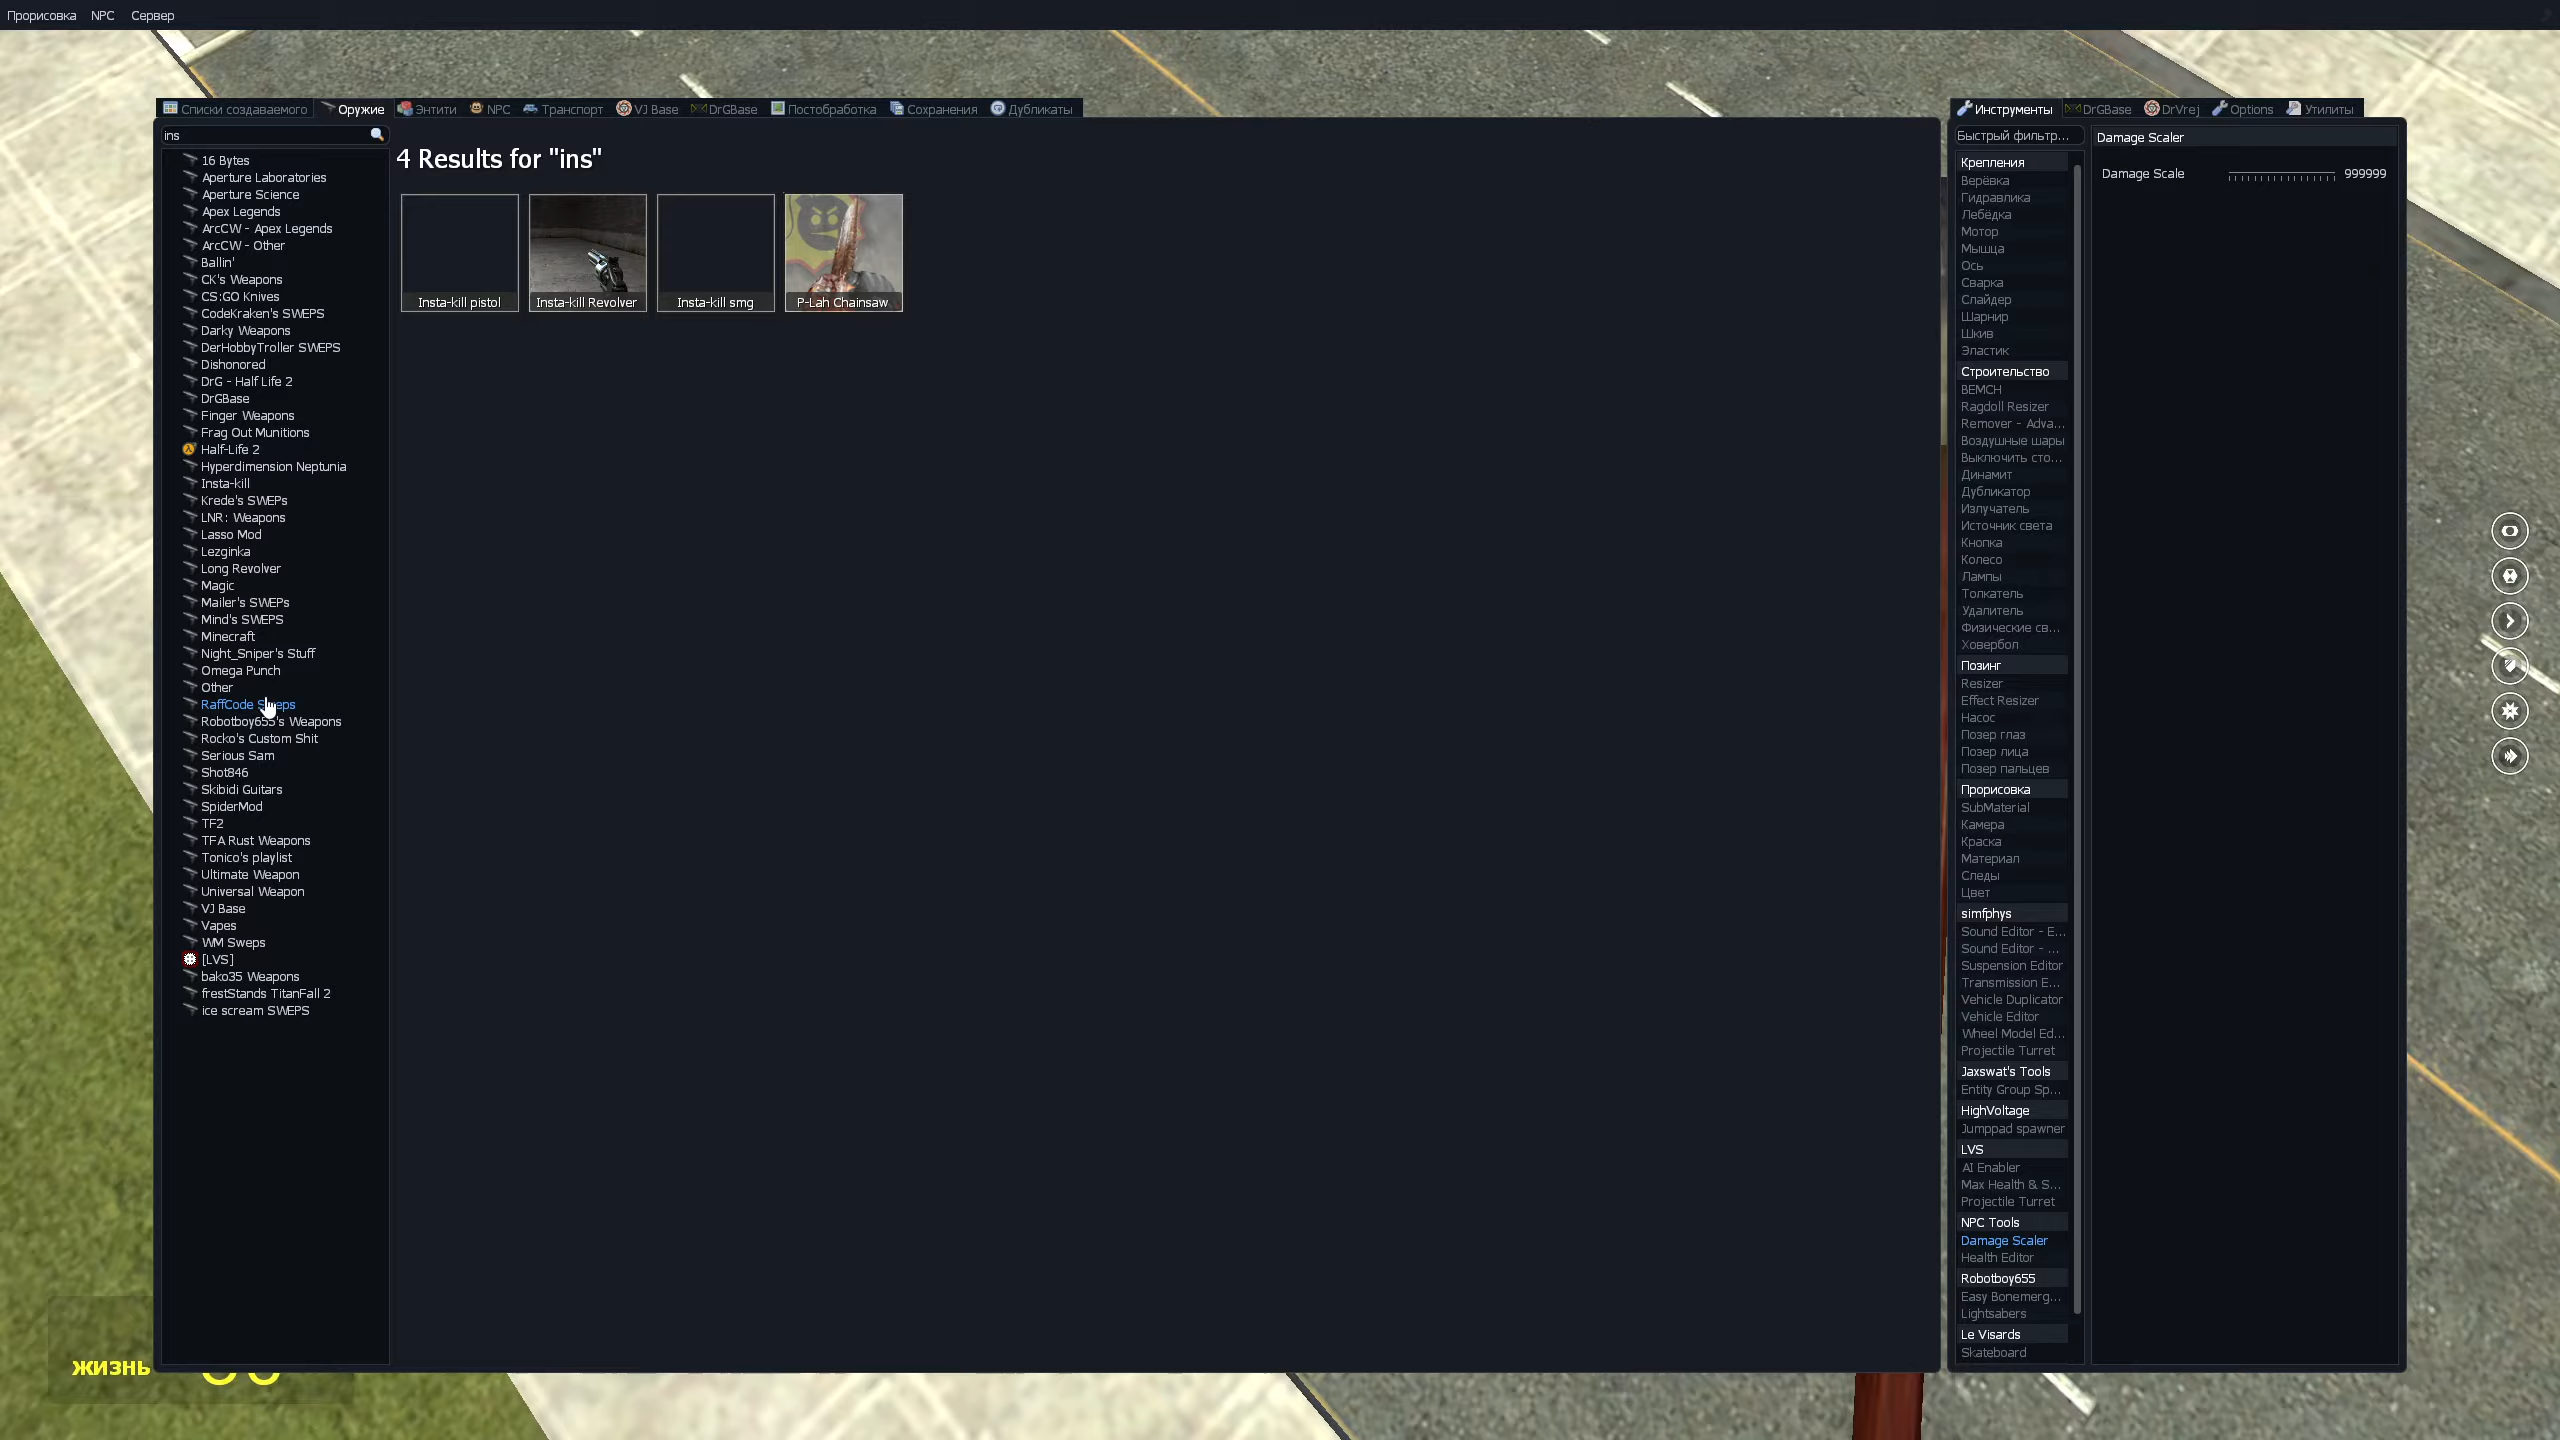 Прорисовка NPC Сервер
Списки создаваемого Оружие Энтити NPC Транспорт VJ Base DrGBase Постобработка Сохранения Дубликаты
ins
16 Bytes
Aperture Laboratories
Aperture Science
Apex Legends
ArcCW - Apex Legends
ArcCW - Other
Ballin'
CK's Weapons
CS:GO Knives
CodeKraken's SWEPS
Darky Weapons
DerHobbyTroller SWEPS
Dishonored
DrG - Half Life 2
DrGBase
Finger Weapons
Frag Out Munitions
Half-Life 2
Hyperdimension Neptunia
Insta-kill
Krede's SWEPs
LNR: Weapons
Lasso Mod
Lezginka
Long Revolver
Magic
Mailer's SWEPs
Mind's SWEPS
Minecraft
Night_Sniper's Stuff
Omega Punch
Other
RaffCode Sweps
Robotboy655's Weapons
Rocko's Custom Shit
Serious Sam
Shot846
Skibidi Guitars
SpiderMod
TF2
TFA Rust Weapons
Tonico's playlist
Ultimate Weapon
Universal Weapon
VJ Base
Vapes
WM Sweps
[LVS]
bako35 Weapons
frestStands TitanFall 2
ice scream SWEPS
4 Results for "ins"
Insta-kill pistol
Insta-kill Revolver
Insta-kill smg
P-Lah Chainsaw
Инструменты DrGBase DrVrej Options Утилиты
Быстрый фильтр...
Крепления
Верёвка
Гидравлика
Лебёдка
Мотор
Мышца
Ось
Сварка
Слайдер
Шарнир
Шкив
Эластик
Строительство
BEMCH
Ragdoll Resizer
Remover - Adva...
Воздушные шары
Выключить сто...
Динамит
Дубликатор
Излучатель
Источник света
Кнопка
Колесо
Лампы
Толкатель
Удалитель
Физические св...
Ховербол
Позинг
Resizer
Effect Resizer
Насос
Позер глаз
Позер лица
Позер пальцев
Прорисовка
SubMaterial
Камера
Краска
Материал
Следы
Цвет
simfphys
Sound Editor - E...
Sound Editor - ...
Suspension Editor
Transmission E...
Vehicle Duplicator
Vehicle Editor
Wheel Model Ed...
Projectile Turret
Jaxswat's Tools
Entity Group Sp...
HighVoltage
Jumppad spawner
LVS
AI Enabler
Max Health & S...
Projectile Turret
NPC Tools
Damage Scaler
Health Editor
Robotboy655
Easy Bonemerg...
Lightsabers
Le Visards
Skateboard
Damage Scaler
Damage Scale 999999
ЖИЗНЬ